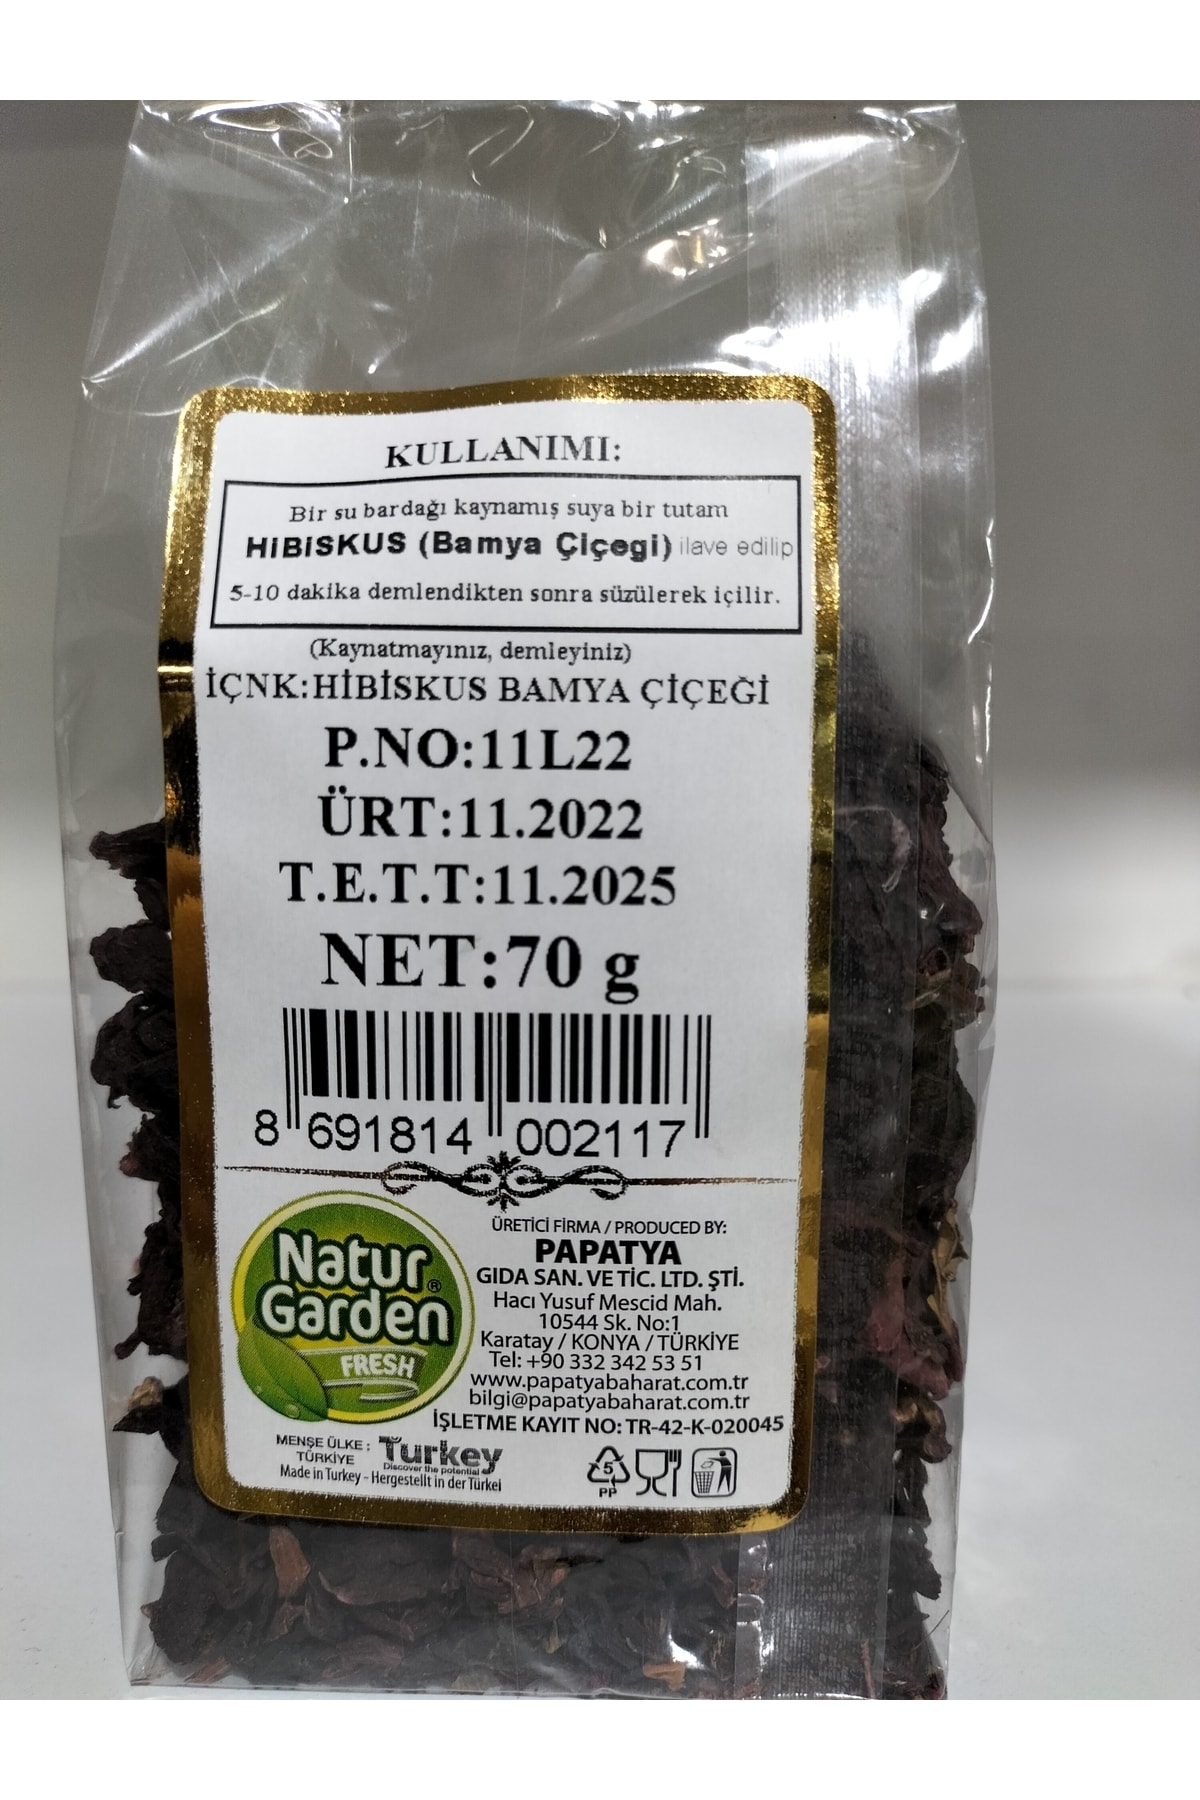 KULLANIMI:
Bir su bardağı kaynamış suya bir tutam
HiBiSKUS (Bamya Çiçegi) ilave edilip
5-10 dakika demlendikten sonra süzülerek içilir.
(Kaynatmayınız, demleyiniz)
İÇNK:HİBİSKUS BAMYA ÇİÇEĞİ
P.NO:11L22
ÜRT:11.2022
T.E.T.T:11.2025
NET:70 g
8 691814 002117
Natur
Garden®
FRESH
ÜRETİCİ FİRMA / PRODUCED BY:
PAPATYA
GIDA SAN. VE TİC. LTD. ŞTİ.
Hacı Yusuf Mescid Mah.
10544 Sk. No:1
Karatay / KONYA / TÜRKİYE
Tel: +90 332 342 53 51
www.papatyabaharat.com.tr
bilgi@papatyabaharat.com.tr
İŞLETME KAYIT NO: TR-42-K-020045
MENŞE ÜLKE :
TÜRKİYE
Turkey
Discover the potential
Made in Turkey - Hergestellt in der Türkei
5
PP